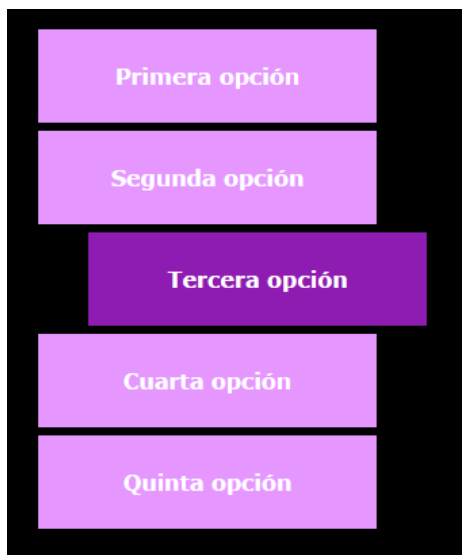 Primera opción
Segunda opción
Tercera opción
Cuarta opción
Quinta opción